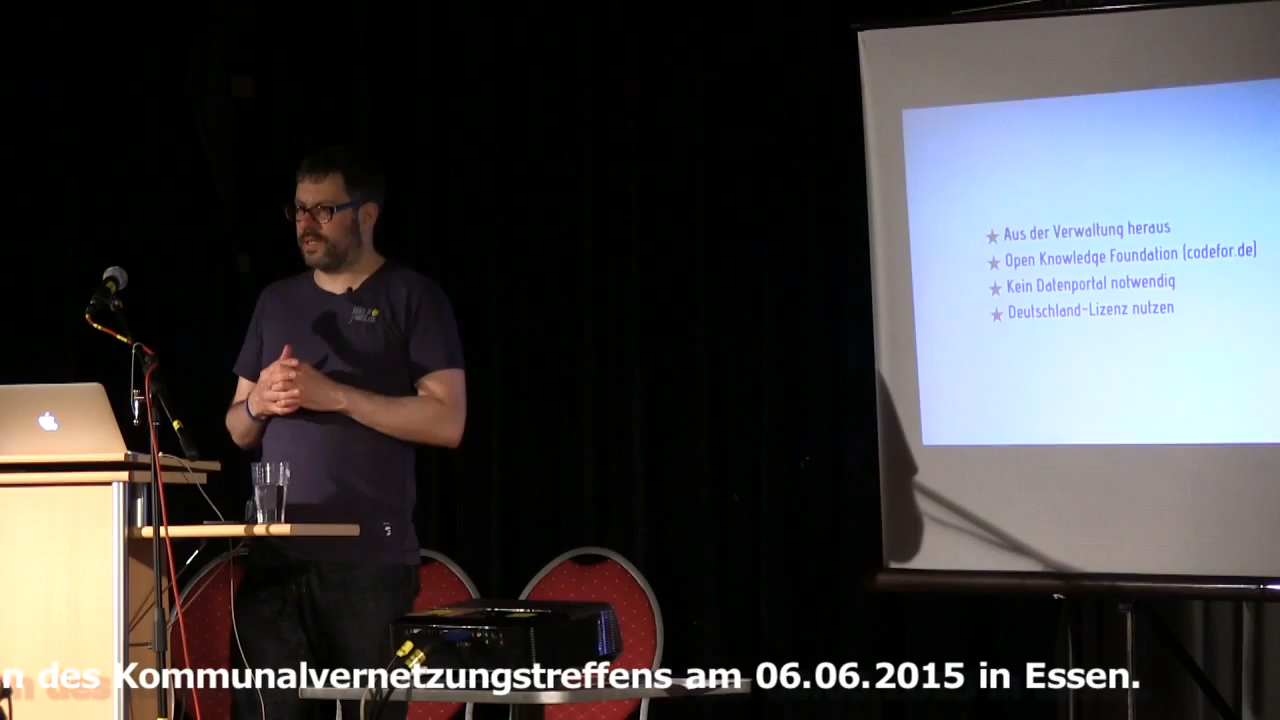 Aus der Verwaltung heraus
Open Knowledge Foundation (codefor.de)
Kein Datenportal notwendig
Deutschland-Lizenz nutzen
des Kommunalvernetzungstreffens am 06.06.2015 in Essen.